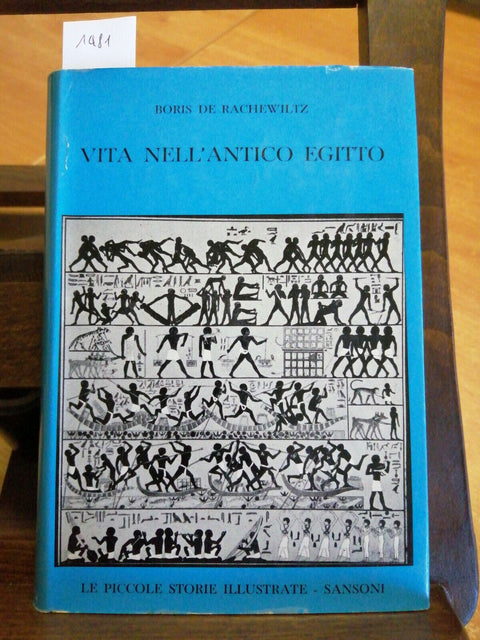 1981
BORIS DE RACHEWILTZ
VITA NELL'ANTICO EGITTO
LE PICCOLE STORIE ILLUSTRATE - SANSONI